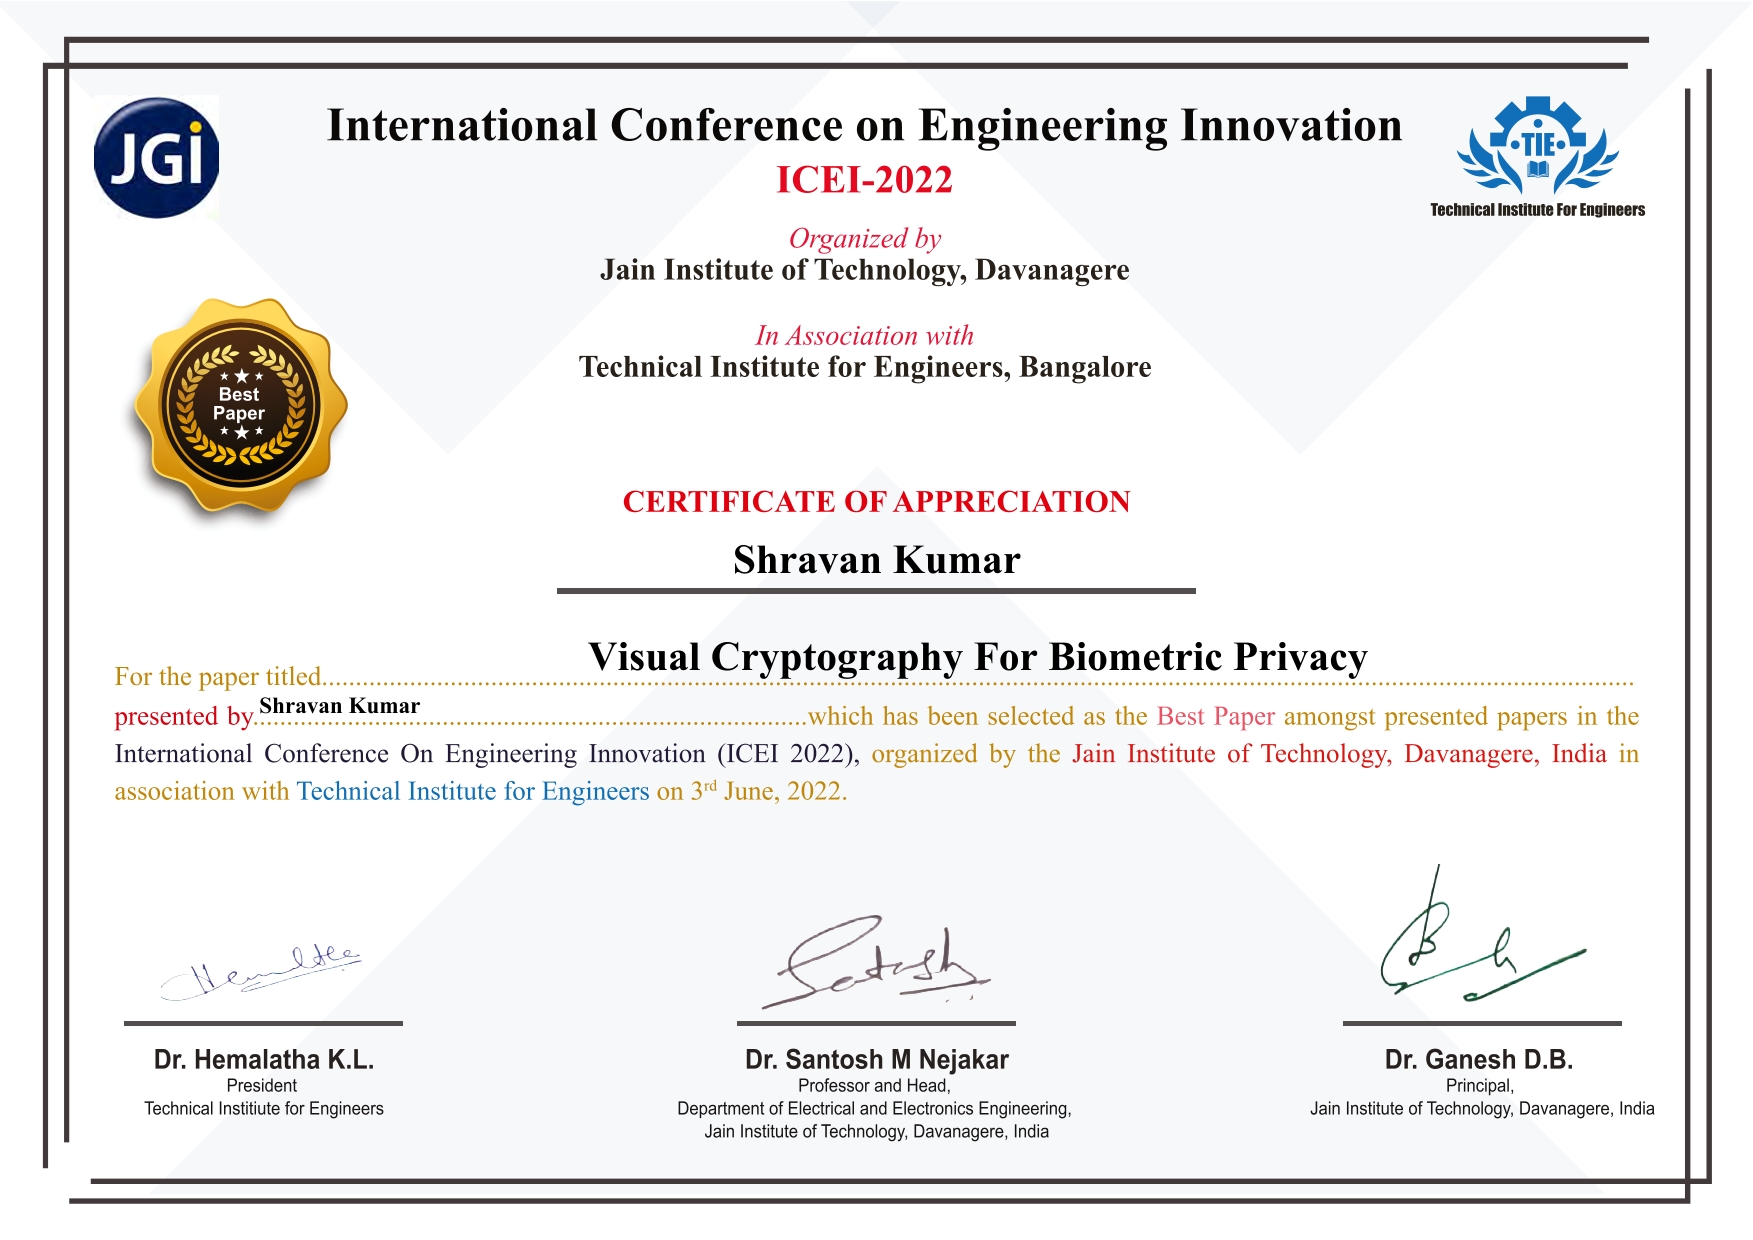 JGi
International Conference on Engineering Innovation
TIE
ICEI-2022
Technical Institute For Engineers
Organized by
Jain Institute of Technology, Davanagere
In Association with
Technical Institute for Engineers, Bangalore
Best
Paper
CERTIFICATE OF APPRECIATION
Shravan Kumar
Visual Cryptography For Biometric Privacy
For the paper titled
presented by Shravan Kumar which has been selected as the Best Paper amongst presented papers in the
International Conference On Engineering Innovation (ICEI 2022), organized by the Jain Institute of Technology, Davanagere, India in
association with Technical Institute for Engineers on 3rd June, 2022.
Hemaltha
Santosh
Dr. Hemalatha K.L.
President
Technical Institiute for Engineers
Dr. Santosh M Nejakar
Professor and Head,
Department of Electrical and Electronics Engineering,
Jain Institute of Technology, Davanagere, India
Dr. Ganesh D.B.
Principal,
Jain Institute of Technology, Davanagere, India